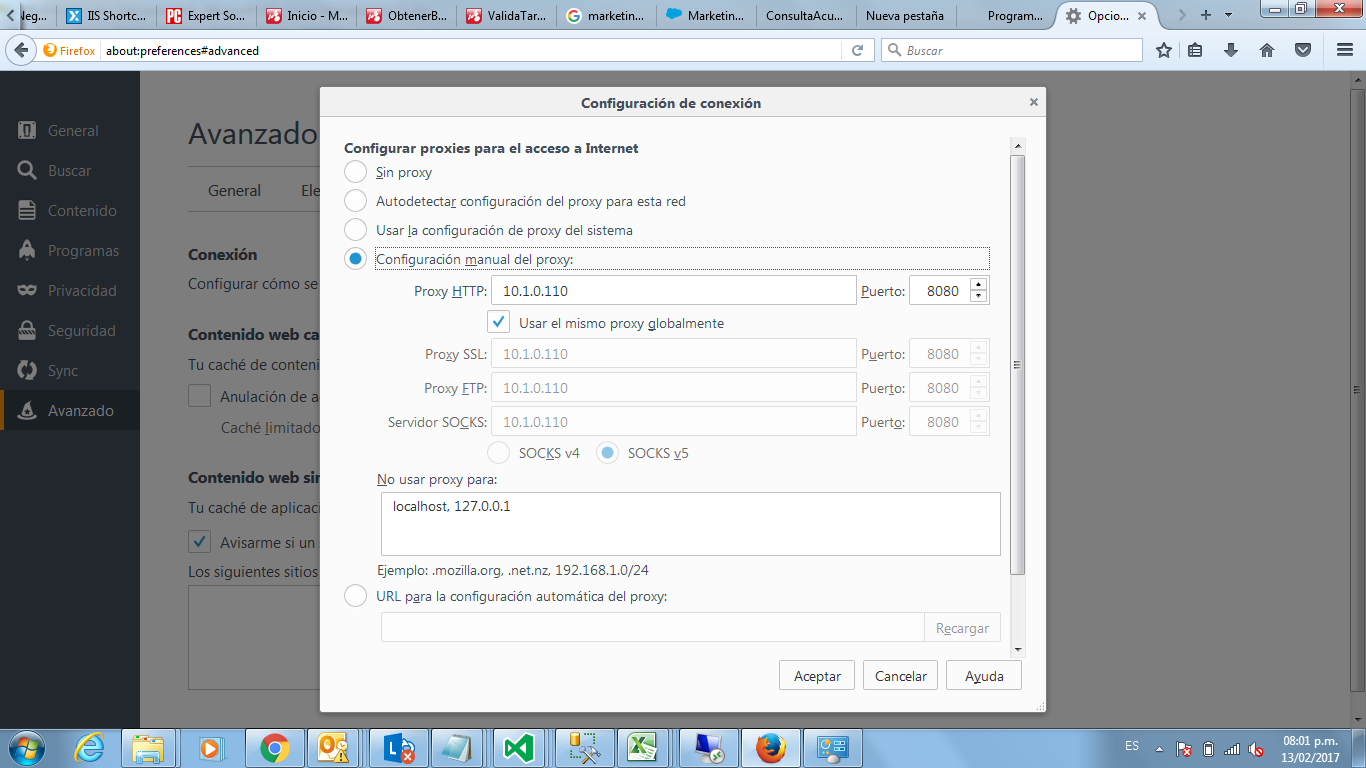 Neg...
IIS Shortc...
Expert So...
Inicio - M...
ObtenerB...
ValidaTar...
marketin...
Marketin...
ConsultaAcu...
Nueva pestaña
Program...
Opcio...
Firefox
about:preferences#advanced
Buscar
General
Buscar
Contenido
Programas
Privacidad
Seguridad
Sync
Avanzado
Avanzado
General
Ele
Conexión
Configurar cómo se
Contenido web ca
Tu caché de conteni
Anulación de a
Caché limitado
Contenido web sin
Tu caché de aplicaci
Avisarme si un
Los siguientes sitios
Configuración de conexión
Configurar proxies para el acceso a Internet
Sin proxy
Autodetectar configuración del proxy para esta red
Usar la configuración de proxy del sistema
Configuración manual del proxy:
Proxy HTTP: 10.1.0.110 Puerto: 8080
Usar el mismo proxy globalmente
Proxy SSL: 10.1.0.110 Puerto: 8080
Proxy FTP: 10.1.0.110 Puerto: 8080
Servidor SOCKS: 10.1.0.110 Puerto: 8080
SOCKS v4 SOCKS v5
No usar proxy para:
localhost, 127.0.0.1
Ejemplo: .mozilla.org, .net.nz, 192.168.1.0/24
URL para la configuración automática del proxy:
Recargar
Aceptar Cancelar Ayuda
ES
08:01 p.m.
13/02/2017